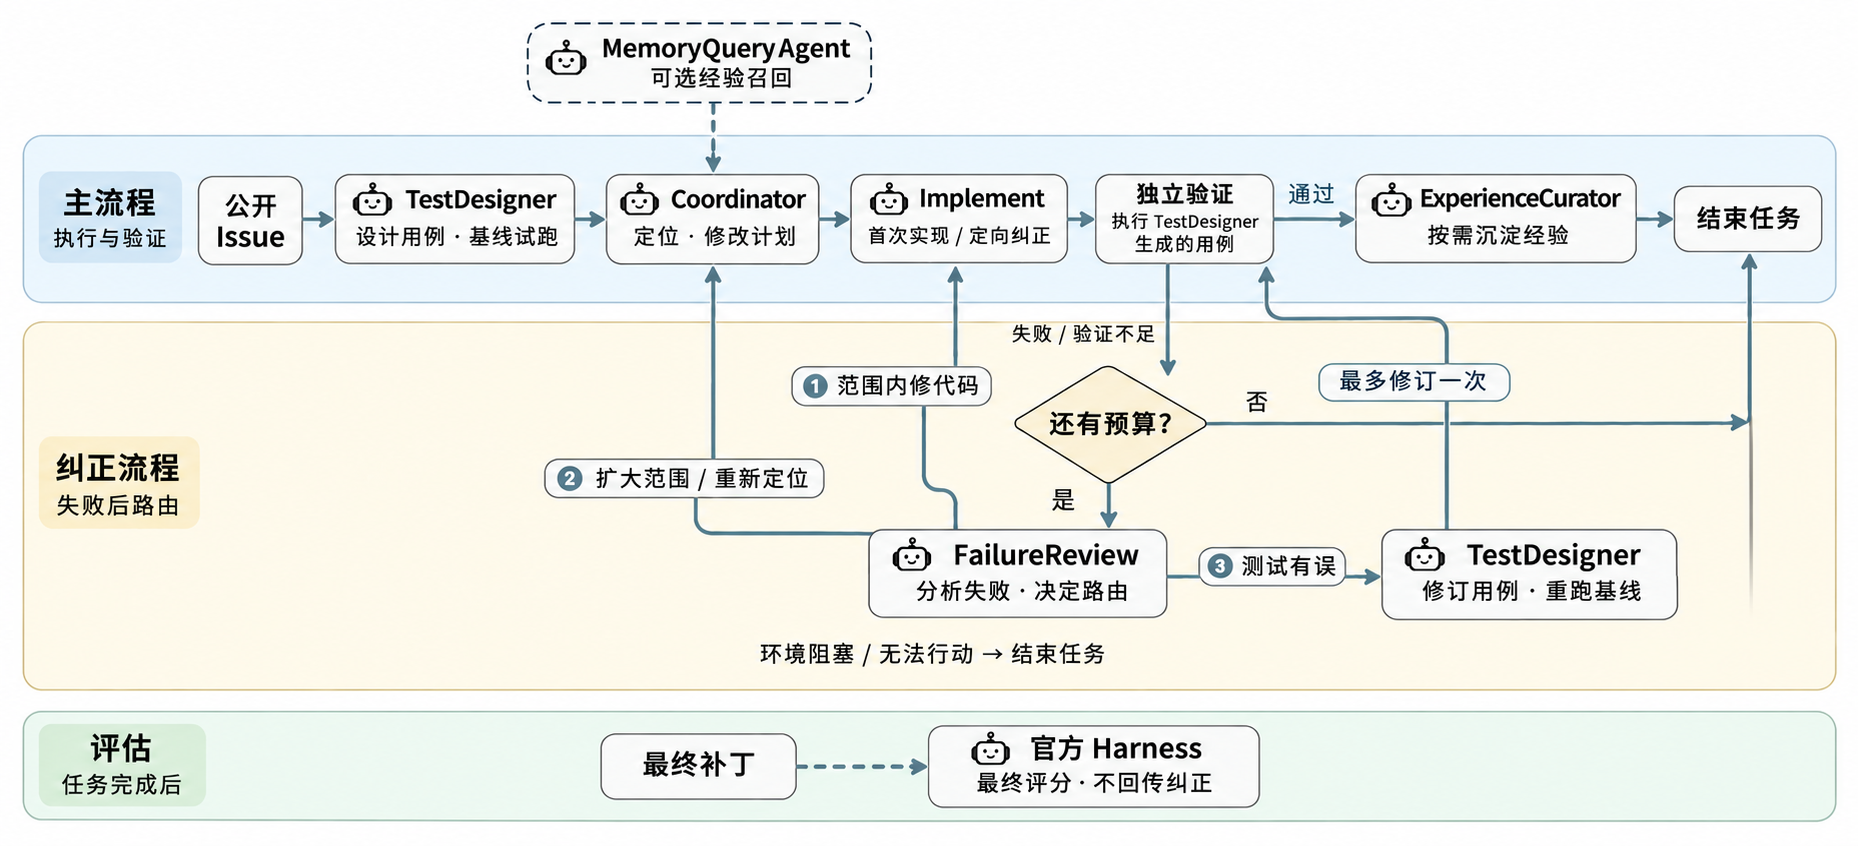 MemoryQueryAgent
可选经验召回
主流程
执行与验证
公开
Issue
TestDesigner
设计用例 · 基线试跑
Coordinator
定位 · 修改计划
Implement
首次实现 / 定向纠正
独立验证
执行 TestDesigner
生成的用例
通过
ExperienceCurator
按需沉淀经验
结束任务
纠正流程
失败后路由
失败 / 验证不足
1 范围内修代码
还有预算?
否
最多修订一次
2 扩大范围 / 重新定位
是
FailureReview
分析失败 · 决定路由
3 测试有误
TestDesigner
修订用例 · 重跑基线
环境阻塞 / 无法行动 → 结束任务
评估
任务完成后
最终补丁
官方 Harness
最终评分 · 不回传纠正